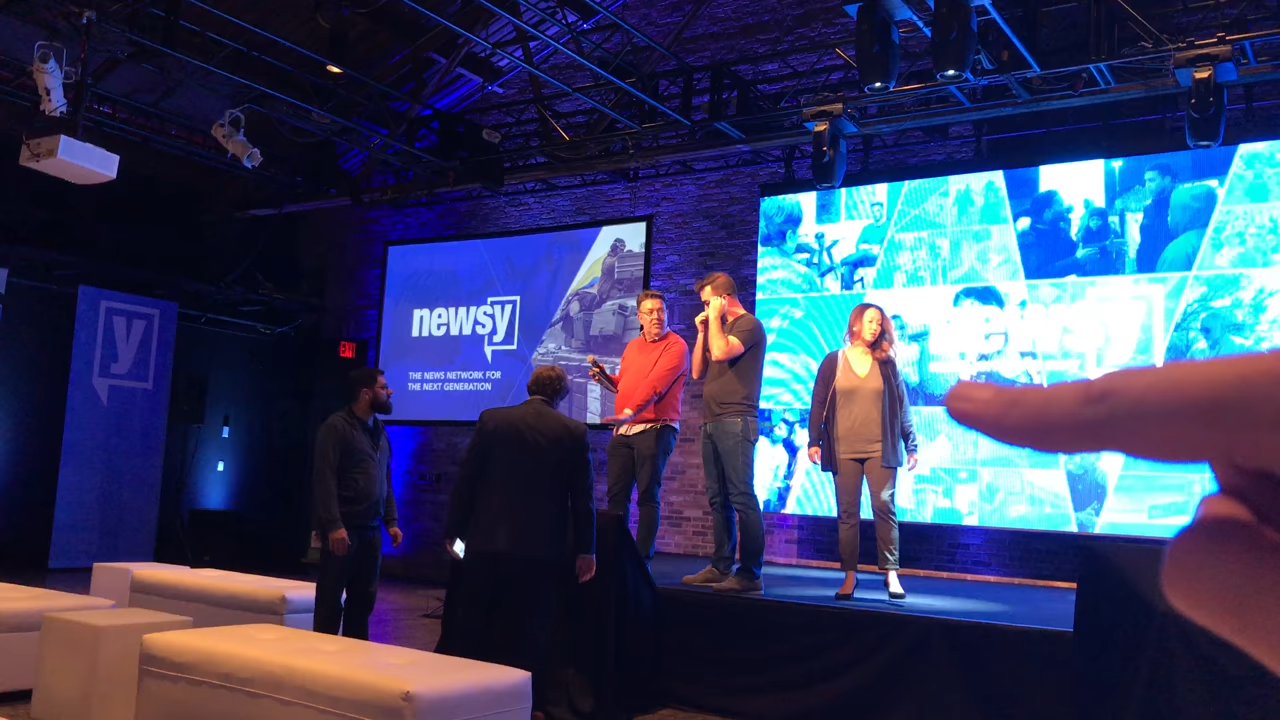 y
EXIT
newsy
THE NEWS NETWORK FOR
THE NEXT GENERATION